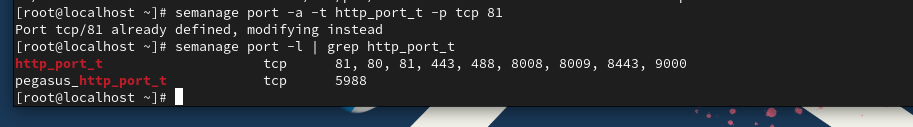 [root@localhost ~]# semanage port -a -t http_port_t -p tcp 81
Port tcp/81 already defined, modifying instead
[root@localhost ~]# semanage port -l | grep http_port_t
http_port_t                    tcp      81, 80, 81, 443, 488, 8008, 8009, 8443, 9000
pegasus_http_port_t            tcp      5988
[root@localhost ~]#